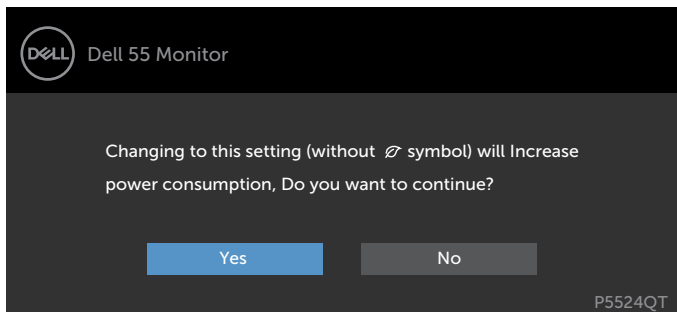 DELL
Dell 55 Monitor
Changing to this setting (without symbol) will Increase
power consumption, Do you want to continue?
Yes
No
P5524QT